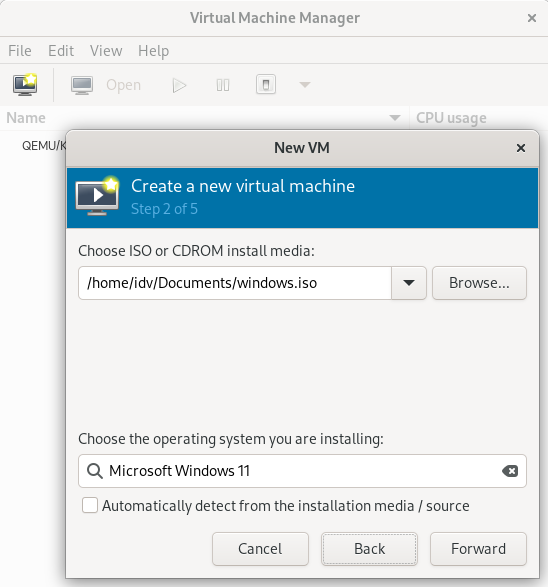 Virtual Machine Manager
File Edit View Help
Open
Name CPU usage
QEMU/K
New VM
Create a new virtual machine
Step 2 of 5
Choose ISO or CDROM install media:
/home/idv/Documents/windows.iso Browse...
Choose the operating system you are installing:
Microsoft Windows 11
Automatically detect from the installation media / source
Cancel Back Forward